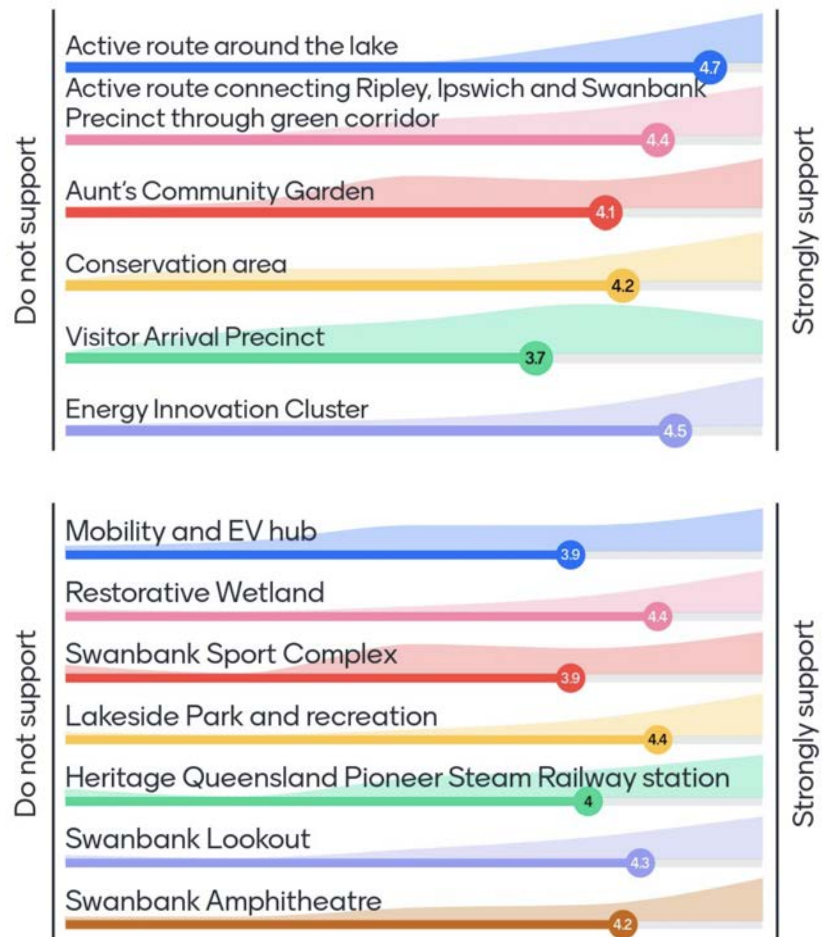 Do not support
Active route around the lake
4.7
Active route connecting Ripley, Ipswich and Swanbank
Precinct through green corridor
4.4
Aunt's Community Garden
4.1
Conservation area
4.2
Visitor Arrival Precinct
3.7
Energy Innovation Cluster
4.5
Strongly support
Do not support
Mobility and EV hub
3.9
Restorative Wetland
4.4
Swanbank Sport Complex
3.9
Lakeside Park and recreation
4.4
Heritage Queensland Pioneer Steam Railway station
4
Swanbank Lookout
4.3
Swanbank Amphitheatre
4.2
Strongly support